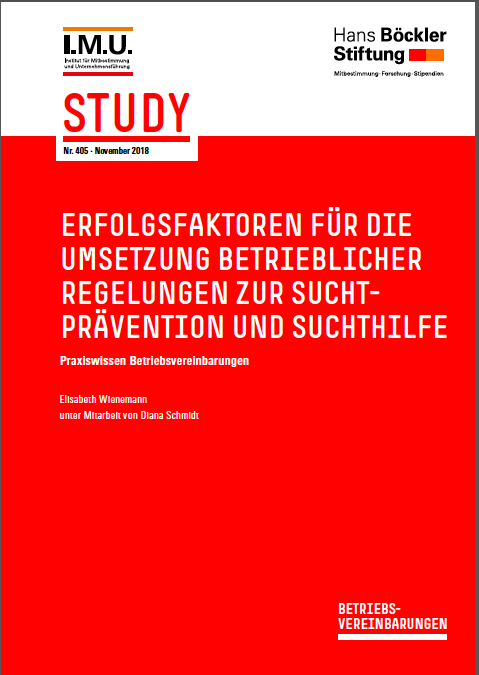 I.M.U.
Institut für Mitbestimmung
und Unternehmensführung
Hans Böckler
Stiftung
Mitbestimmung · Forschung · Stipendien
STUDY
Nr. 405 · November 2018
ERFOLGSFAKTOREN FÜR DIE
UMSETZUNG BETRIEBLICHER
REGELUNGEN ZUR SUCHT-
PRÄVENTION UND SUCHTHILFE
Praxiswissen Betriebsvereinbarungen
Elisabeth Wienemann
unter Mitarbeit von Diana Schmidt
BETRIEBS-
VEREINBARUNGEN